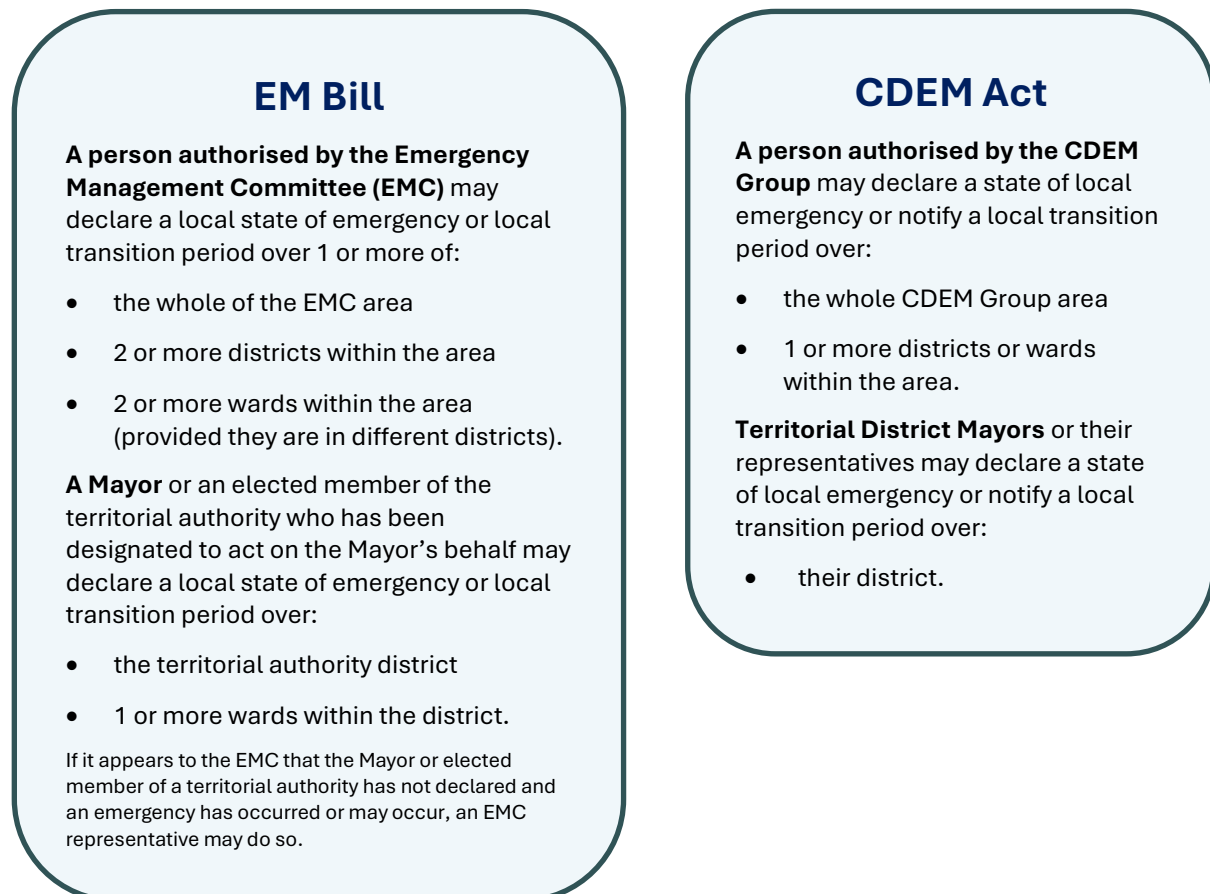 EM Bill
A person authorised by the Emergency
Management Committee (EMC) may
declare a local state of emergency or local
transition period over 1 or more of:
• the whole of the EMC area
• 2 or more districts within the area
• 2 or more wards within the area
(provided they are in different districts).
A Mayor or an elected member of the
territorial authority who has been
designated to act on the Mayor’s behalf may
declare a local state of emergency or local
transition period over:
• the territorial authority district
• 1 or more wards within the district.
If it appears to the EMC that the Mayor or elected
member of a territorial authority has not declared and
an emergency has occurred or may occur, an EMC
representative may do so.
CDEM Act
A person authorised by the CDEM
Group may declare a state of local
emergency or notify a local transition
period over:
• the whole CDEM Group area
• 1 or more districts or wards
within the area.
Territorial District Mayors or their
representatives may declare a state
of local emergency or notify a local
transition period over:
• their district.